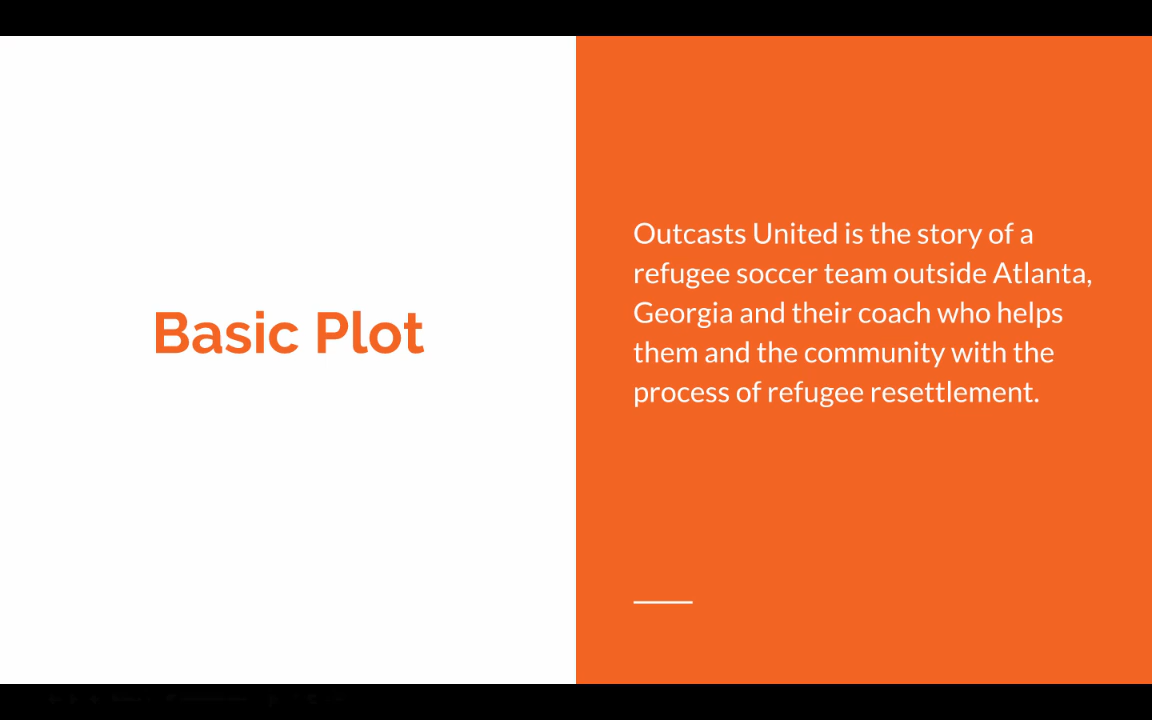 Basic Plot
Outcasts United is the story of a
refugee soccer team outside Atlanta,
Georgia and their coach who helps
them and the community with the
process of refugee resettlement.